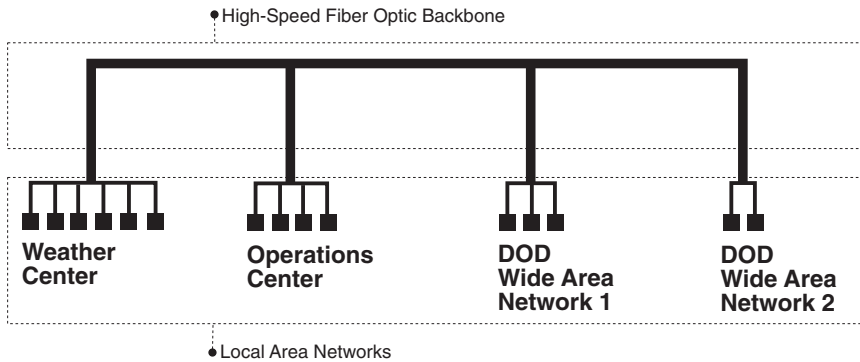 High-Speed Fiber Optic Backbone
Weather
Center
Operations
Center
DOD
Wide Area
Network 1
DOD
Wide Area
Network 2
Local Area Networks